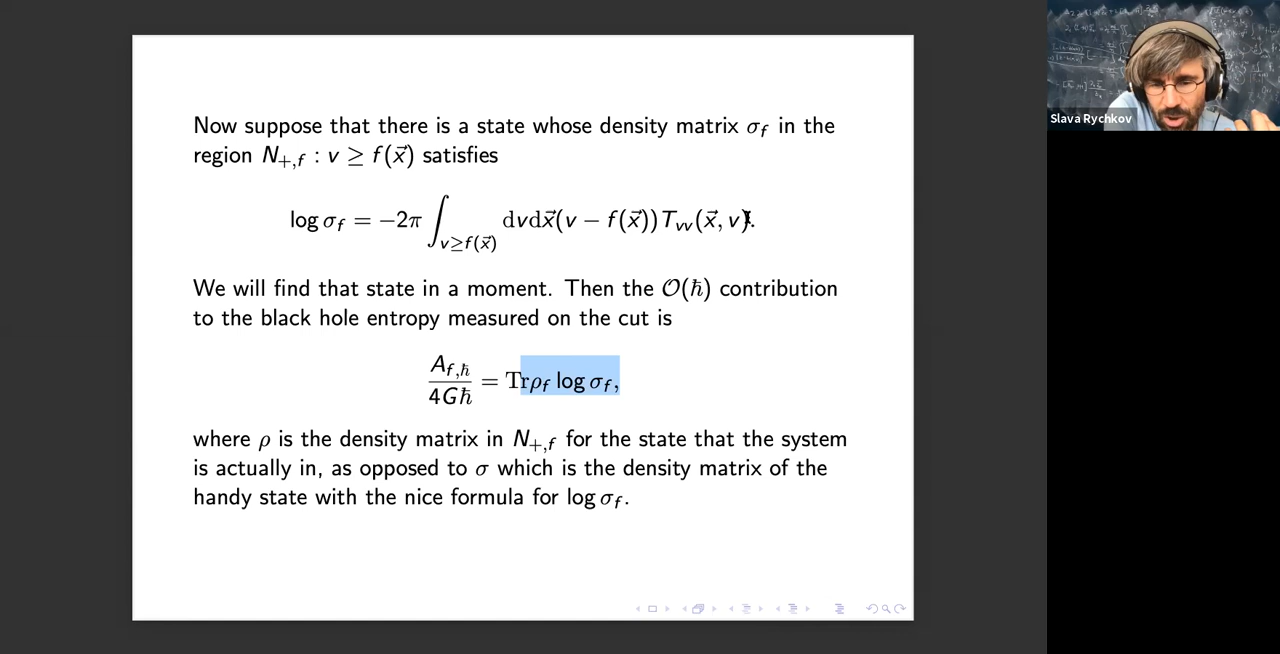 Now suppose that there is a state whose density matrix σ_f in the
region N_{+,f} : v ≥ f(x⃗) satisfies
log σ_f = −2π ∫_{v≥f(x⃗)} dvdx⃗(v − f(x⃗))T_{vv}(x⃗, v).
We will find that state in a moment. Then the 𝒪(ℏ) contribution
to the black hole entropy measured on the cut is
A_{f,ℏ}/4Gℏ = Trρ_f log σ_f,
where ρ is the density matrix in N_{+,f} for the state that the system
is actually in, as opposed to σ which is the density matrix of the
handy state with the nice formula for log σ_f.
Slava Rychkov